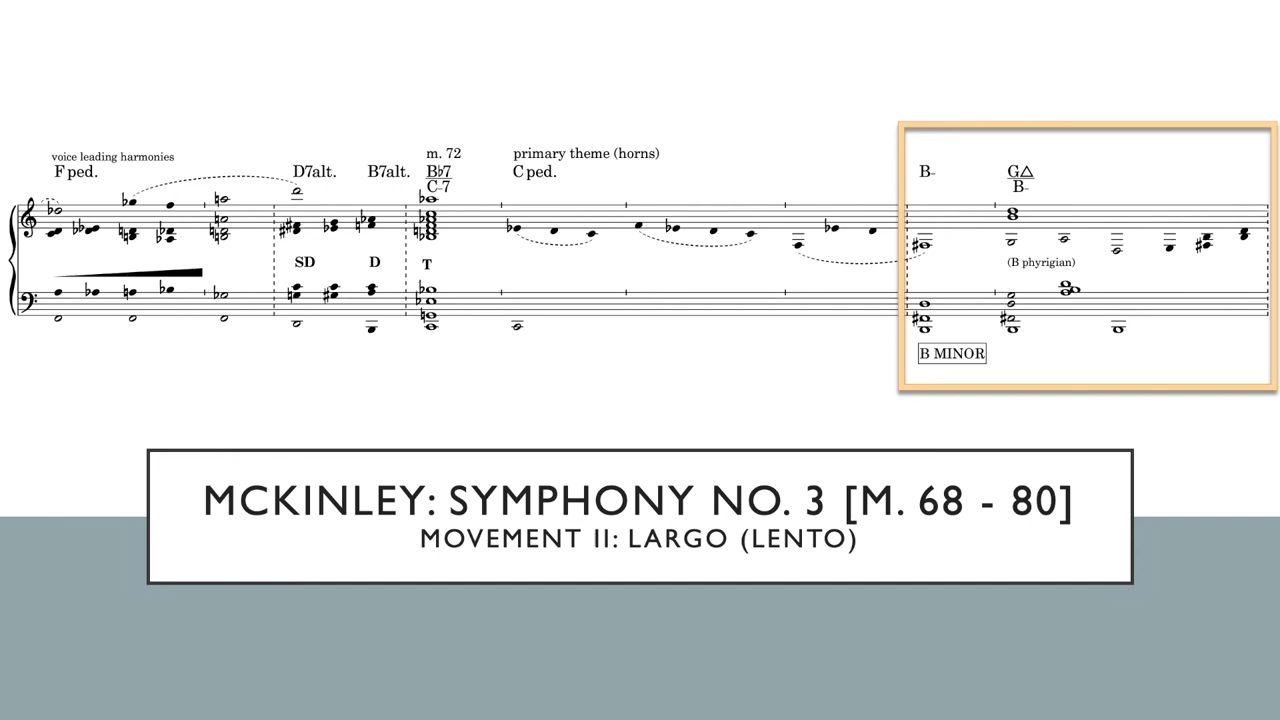 voice leading harmonies
F ped.
D7alt.
B7alt.
m. 72
B♭7
C-7
primary theme (horns)
C ped.
B-
G△
B-
SD
D
T
(B phyrigian)
B MINOR
MCKINLEY: SYMPHONY NO. 3 [M. 68 - 80]
MOVEMENT II: LARGO (LENTO)